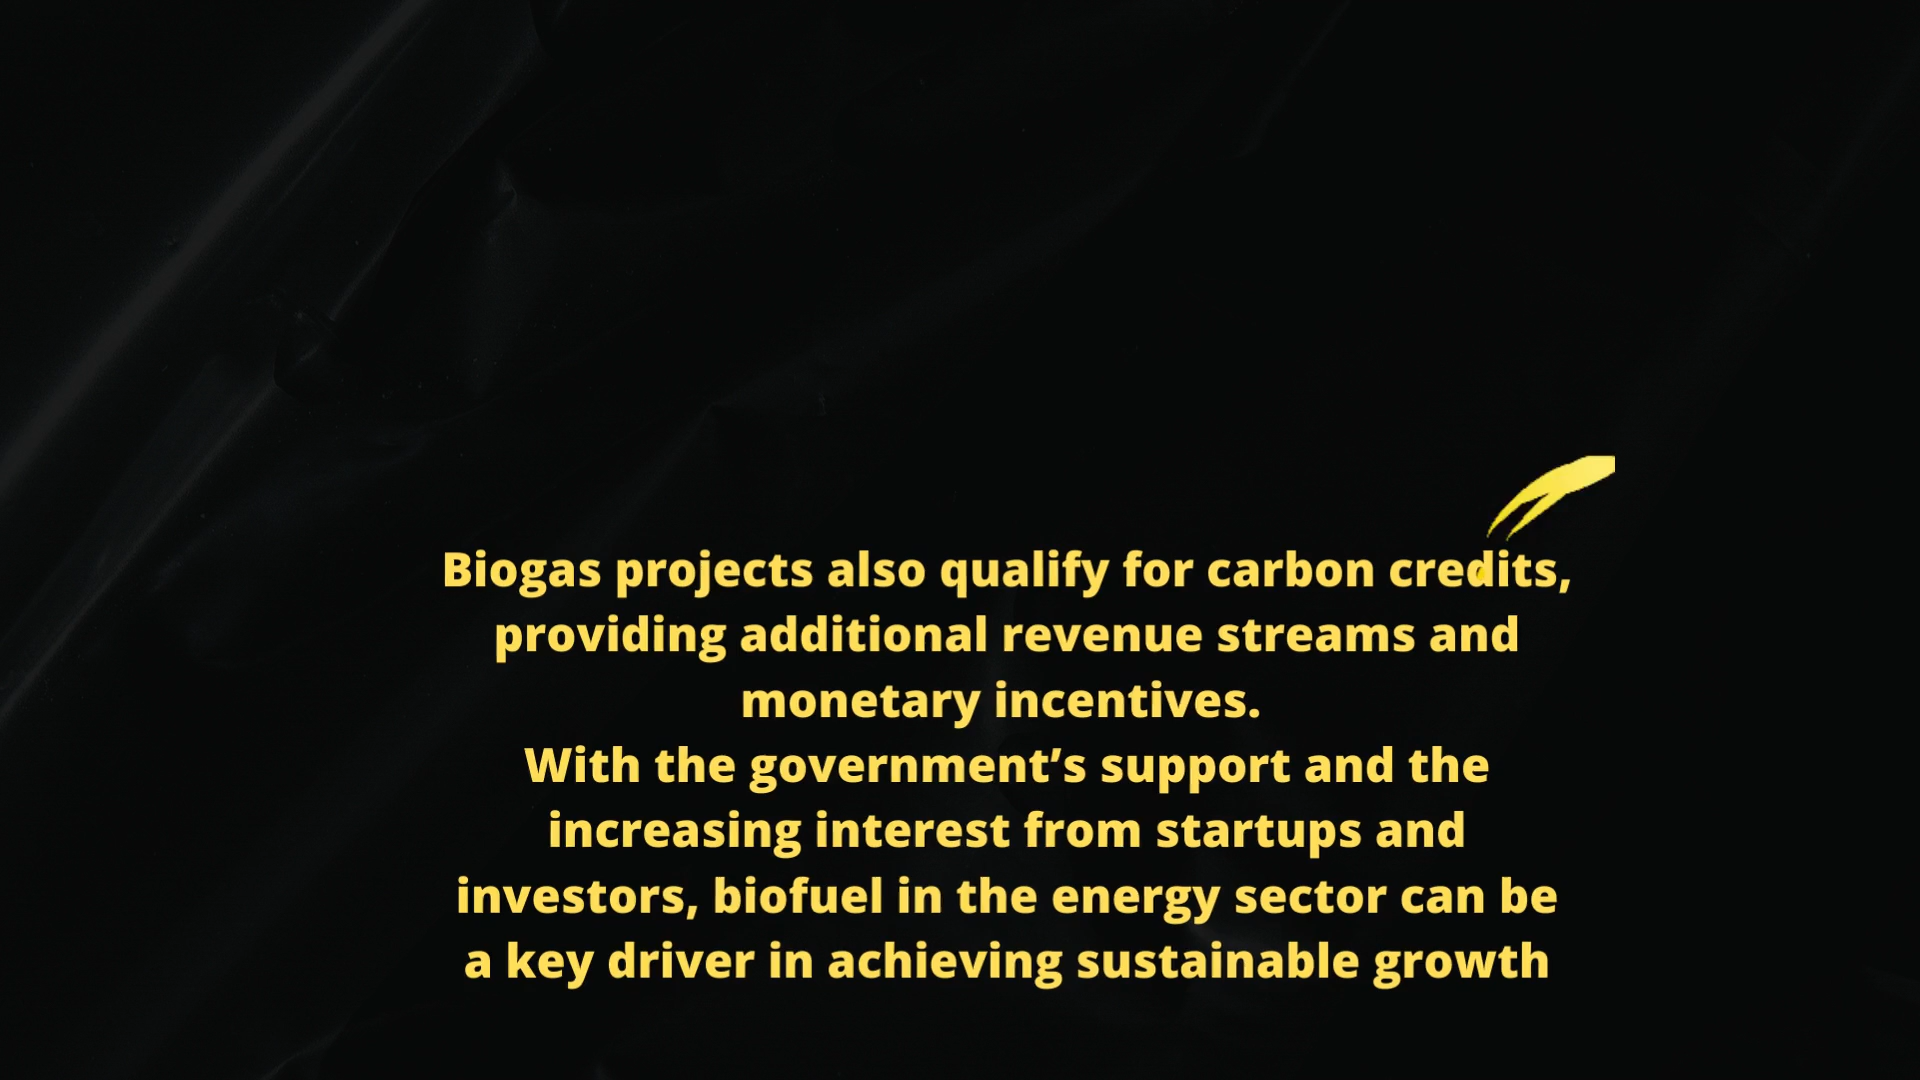 Biogas projects also qualify for carbon credits,
providing additional revenue streams and
monetary incentives.
With the government’s support and the
increasing interest from startups and
investors, biofuel in the energy sector can be
a key driver in achieving sustainable growth